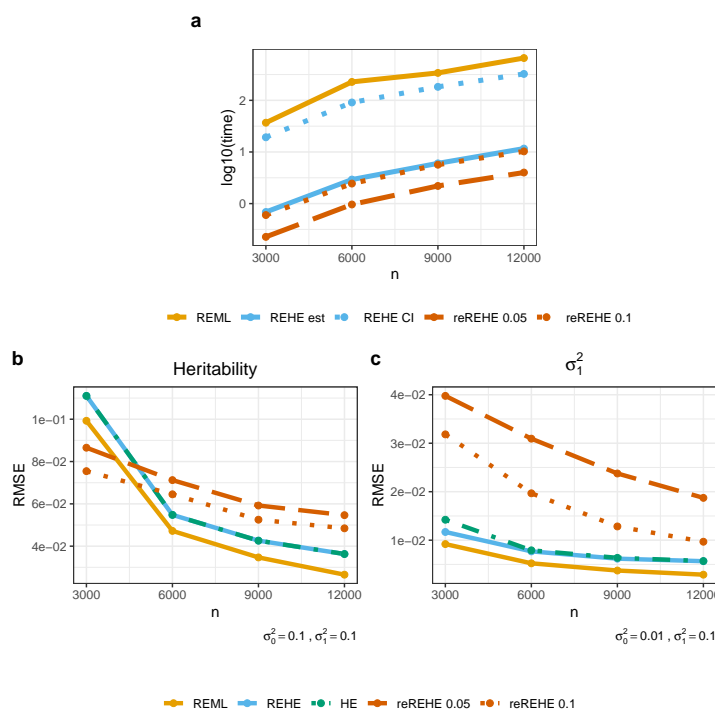 a
log10(time)
2
1
0
3000 6000 9000 12000
n
REML REHE est REHE CI reREHE 0.05 reREHE 0.1
b
Heritability
RMSE
1e−01
8e−02
6e−02
4e−02
3000 6000 9000 12000
n
σ₀² = 0.1 , σ₁² = 0.1
c
σ₁²
RMSE
4e−02
3e−02
2e−02
1e−02
3000 6000 9000 12000
n
σ₀² = 0.01 , σ₁² = 0.1
REML REHE HE reREHE 0.05 reREHE 0.1